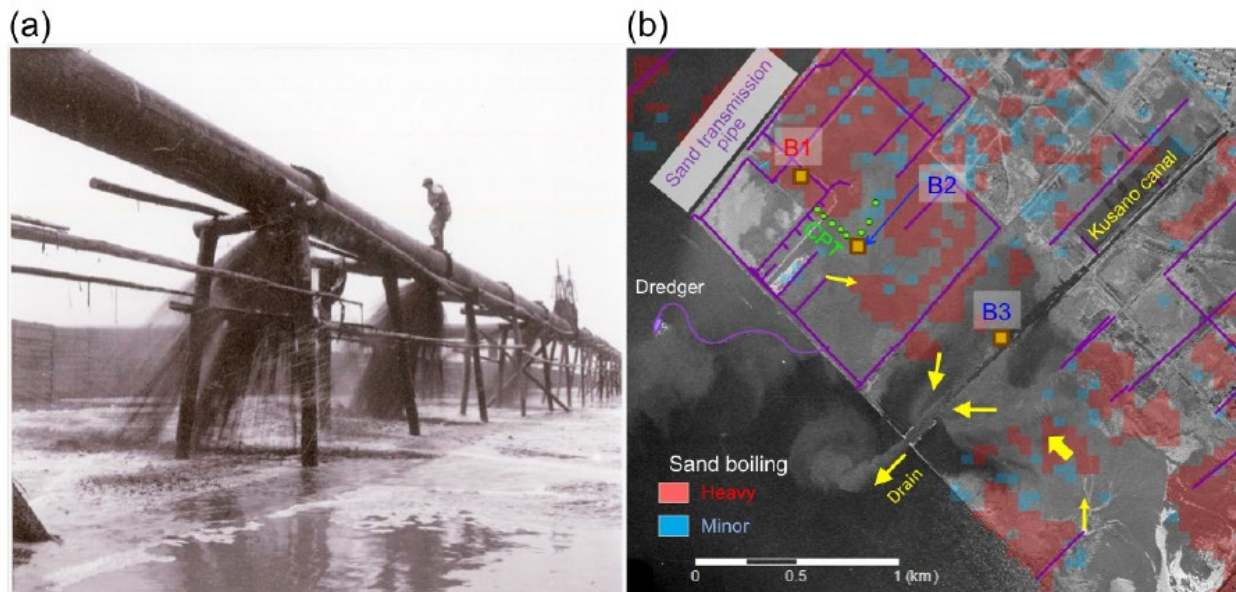 (a)
(b)
Sand transmission
pipe
B1
B2
CPT
Kusano canal
Dredger
B3
Sand boiling
Heavy
Minor
Drain
0
0.5
1 (km)